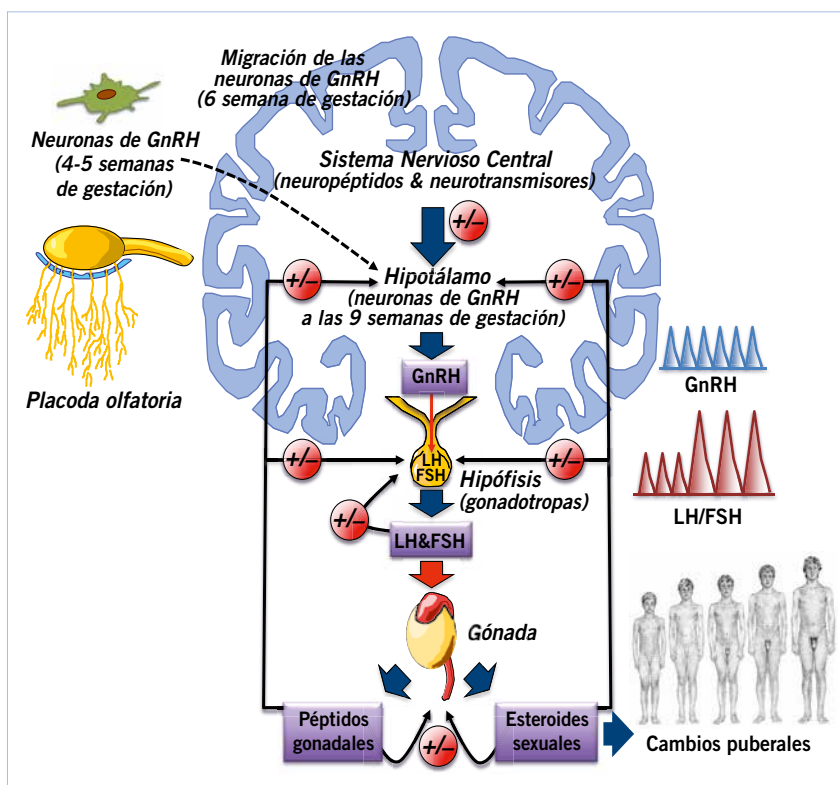 Migración de las
neuronas de GnRH
(6 semana de gestación)
Neuronas de GnRH
(4-5 semanas
de gestación)
Sistema Nervioso Central
(neuropéptidos & neurotransmisores)
+/–
+/–
Hipotálamo
(neuronas de GnRH
a las 9 semanas de gestación)
+/–
Placoda olfatoria
GnRH
GnRH
+/–
LH
FSH
+/–
Hipófisis
(gonadotropas)
LH/FSH
+/–
LH&FSH
Gónada
Péptidos
gonadales
+/–
Esteroides
sexuales
Cambios puberales